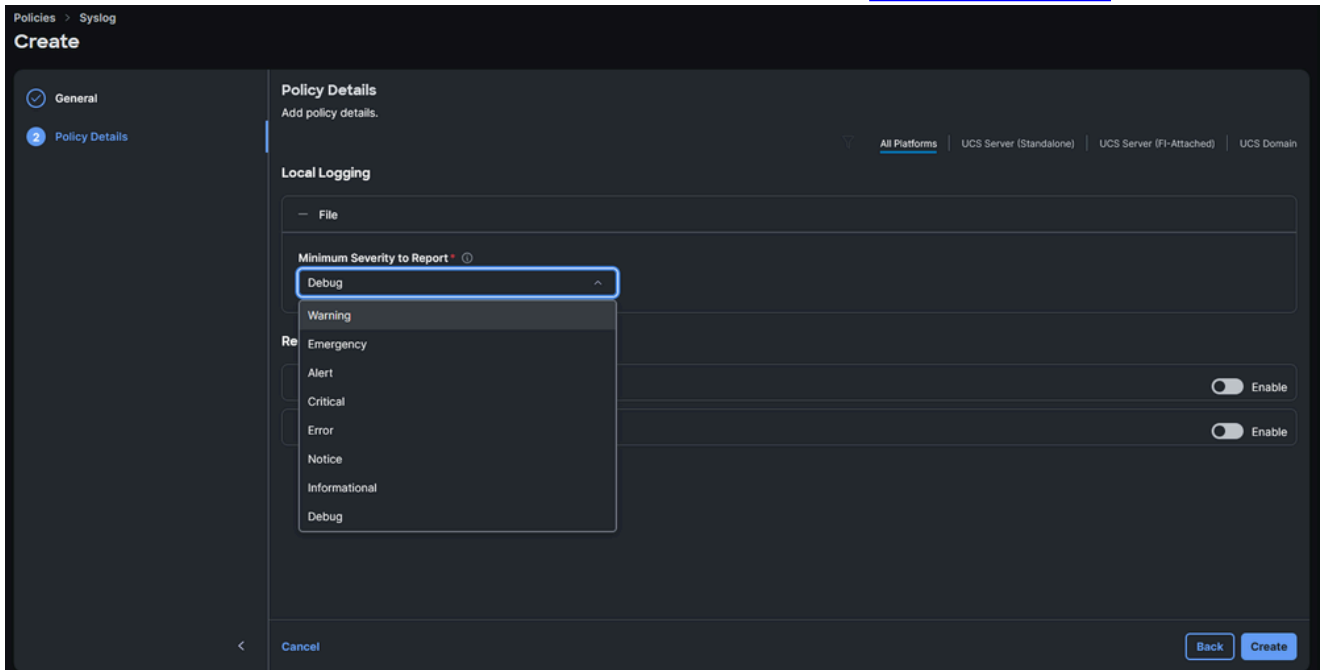 Policies > Syslog
Create
General
2 Policy Details
Policy Details
Add policy details.
All Platforms | UCS Server (Standalone) | UCS Server (FI-Attached) | UCS Domain
Local Logging
— File
Minimum Severity to Report *
Debug
Warning
Re
Emergency
Alert
Enable
Critical
Error
Enable
Notice
Informational
Debug
< Cancel
Back
Create